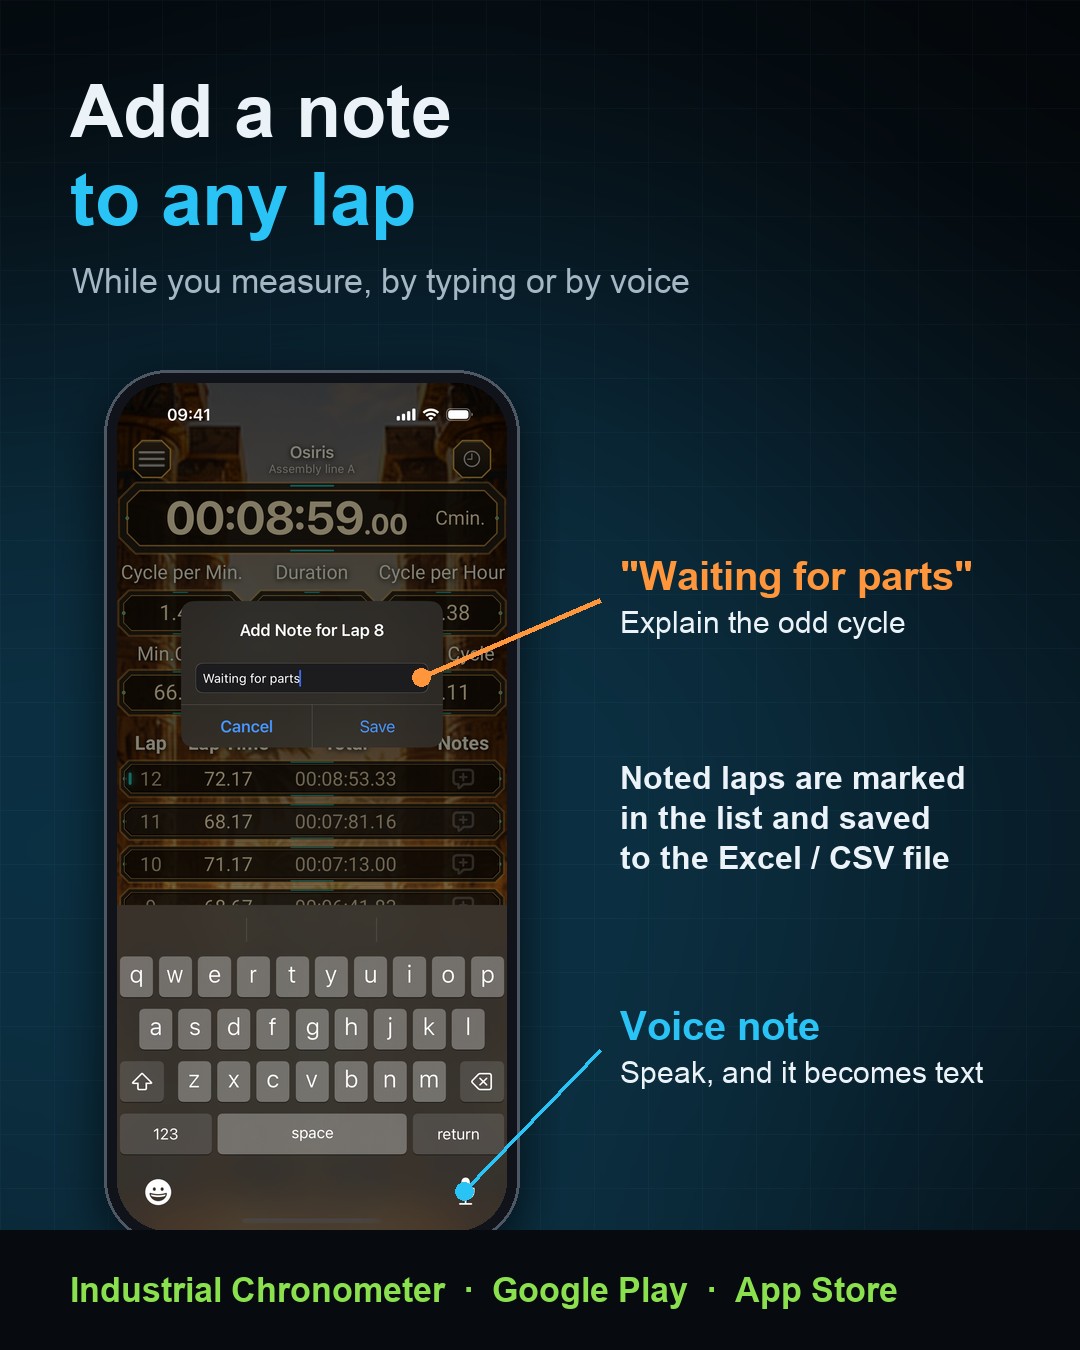 Add a note
to any lap
While you measure, by typing or by voice
09:41
Osiris
Assembly line A
00:08:59.00 Cmin.
Cycle per Min. Duration Cycle per Hour
.38
Add Note for Lap 8
Cycle
Waiting for parts
66. .11
Cancel Save
Lap Notes
12 72.17 00:08:53.33
11 68.17 00:07:81.16
10 71.17 00:07:13.00
q w e r t y u i o p
a s d f g h j k l
z x c v b n m
123 space return
"Waiting for parts"
Explain the odd cycle
Noted laps are marked
in the list and saved
to the Excel / CSV file
Voice note
Speak, and it becomes text
Industrial Chronometer · Google Play · App Store